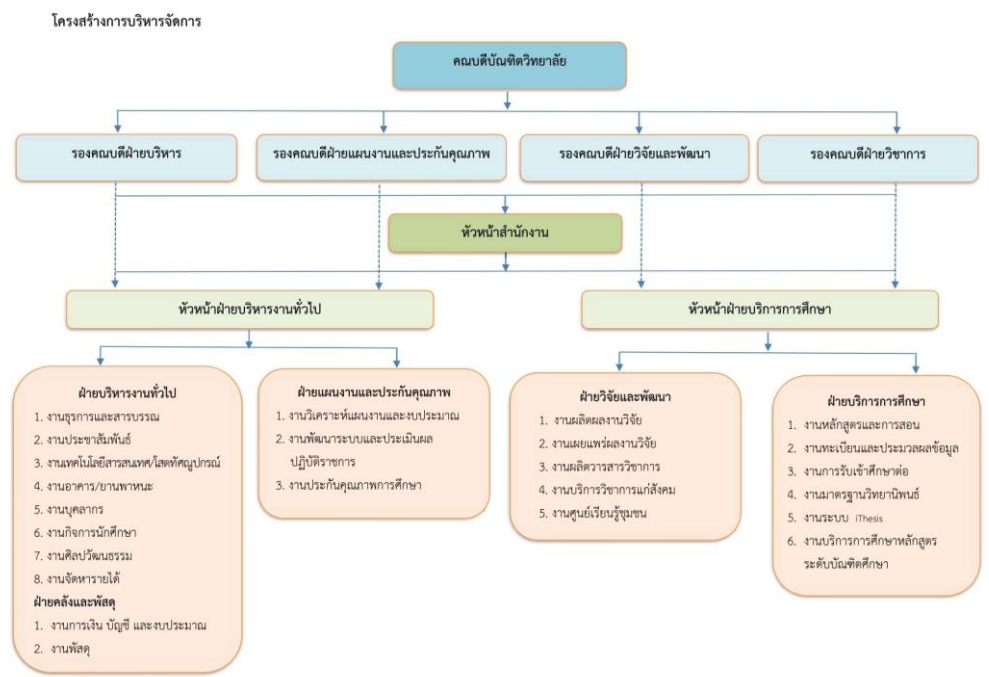 โครงสร้างการบริหารจัดการ
คณบดีบัณฑิตวิทยาลัย
รองคณบดีฝ่ายบริหาร
รองคณบดีฝ่ายแผนงานและประกันคุณภาพ
รองคณบดีฝ่ายวิจัยและพัฒนา
รองคณบดีฝ่ายวิชาการ
หัวหน้าสำนักงาน
หัวหน้าฝ่ายบริหารงานทั่วไป
หัวหน้าฝ่ายบริการการศึกษา
ฝ่ายบริหารงานทั่วไป
1. งานธุรการและสารบรรณ
2. งานประชาสัมพันธ์
3. งานเทคโนโลยีสารสนเทศ/โสตทัศณูปกรณ์
4. งานอาคาร/ยานพาหนะ
5. งานบุคลากร
6. งานกิจการนักศึกษา
7. งานศิลปวัฒนธรรม
8. งานจัดหารายได้
ฝ่ายคลังและพัสดุ
1. งานการเงิน บัญชี และงบประมาณ
2. งานพัสดุ
ฝ่ายแผนงานและประกันคุณภาพ
1. งานวิเคราะห์แผนงานและงบประมาณ
2. งานพัฒนาระบบและประเมินผล
ปฏิบัติราชการ
3. งานประกันคุณภาพการศึกษา
ฝ่ายวิจัยและพัฒนา
1. งานผลิตผลงานวิจัย
2. งานเผยแพร่ผลงานวิจัย
3. งานผลิตวารสารวิชาการ
4. งานบริการวิชาการแก่สังคม
5. งานศูนย์เรียนรู้ชุมชน
ฝ่ายบริการการศึกษา
1. งานหลักสูตรและการสอน
2. งานทะเบียนและประมวลผลข้อมูล
3. งานการรับเข้าศึกษาต่อ
4. งานมาตรฐานวิทยานิพนธ์
5. งานระบบ iThesis
6. งานบริการการศึกษาหลักสูตร
ระดับบัณฑิตศึกษา